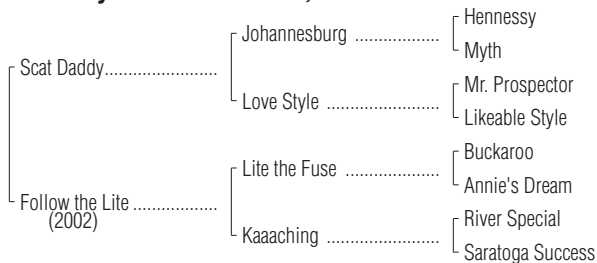 Hennessy
Johannesburg ..................
Myth
Scat Daddy........................
Mr. Prospector
Love Style ........................
Likeable Style
Buckaroo
Lite the Fuse ....................
Annie's Dream
Follow the Lite ..................
(2002)
River Special
Kaaaching ........................
Saratoga Success